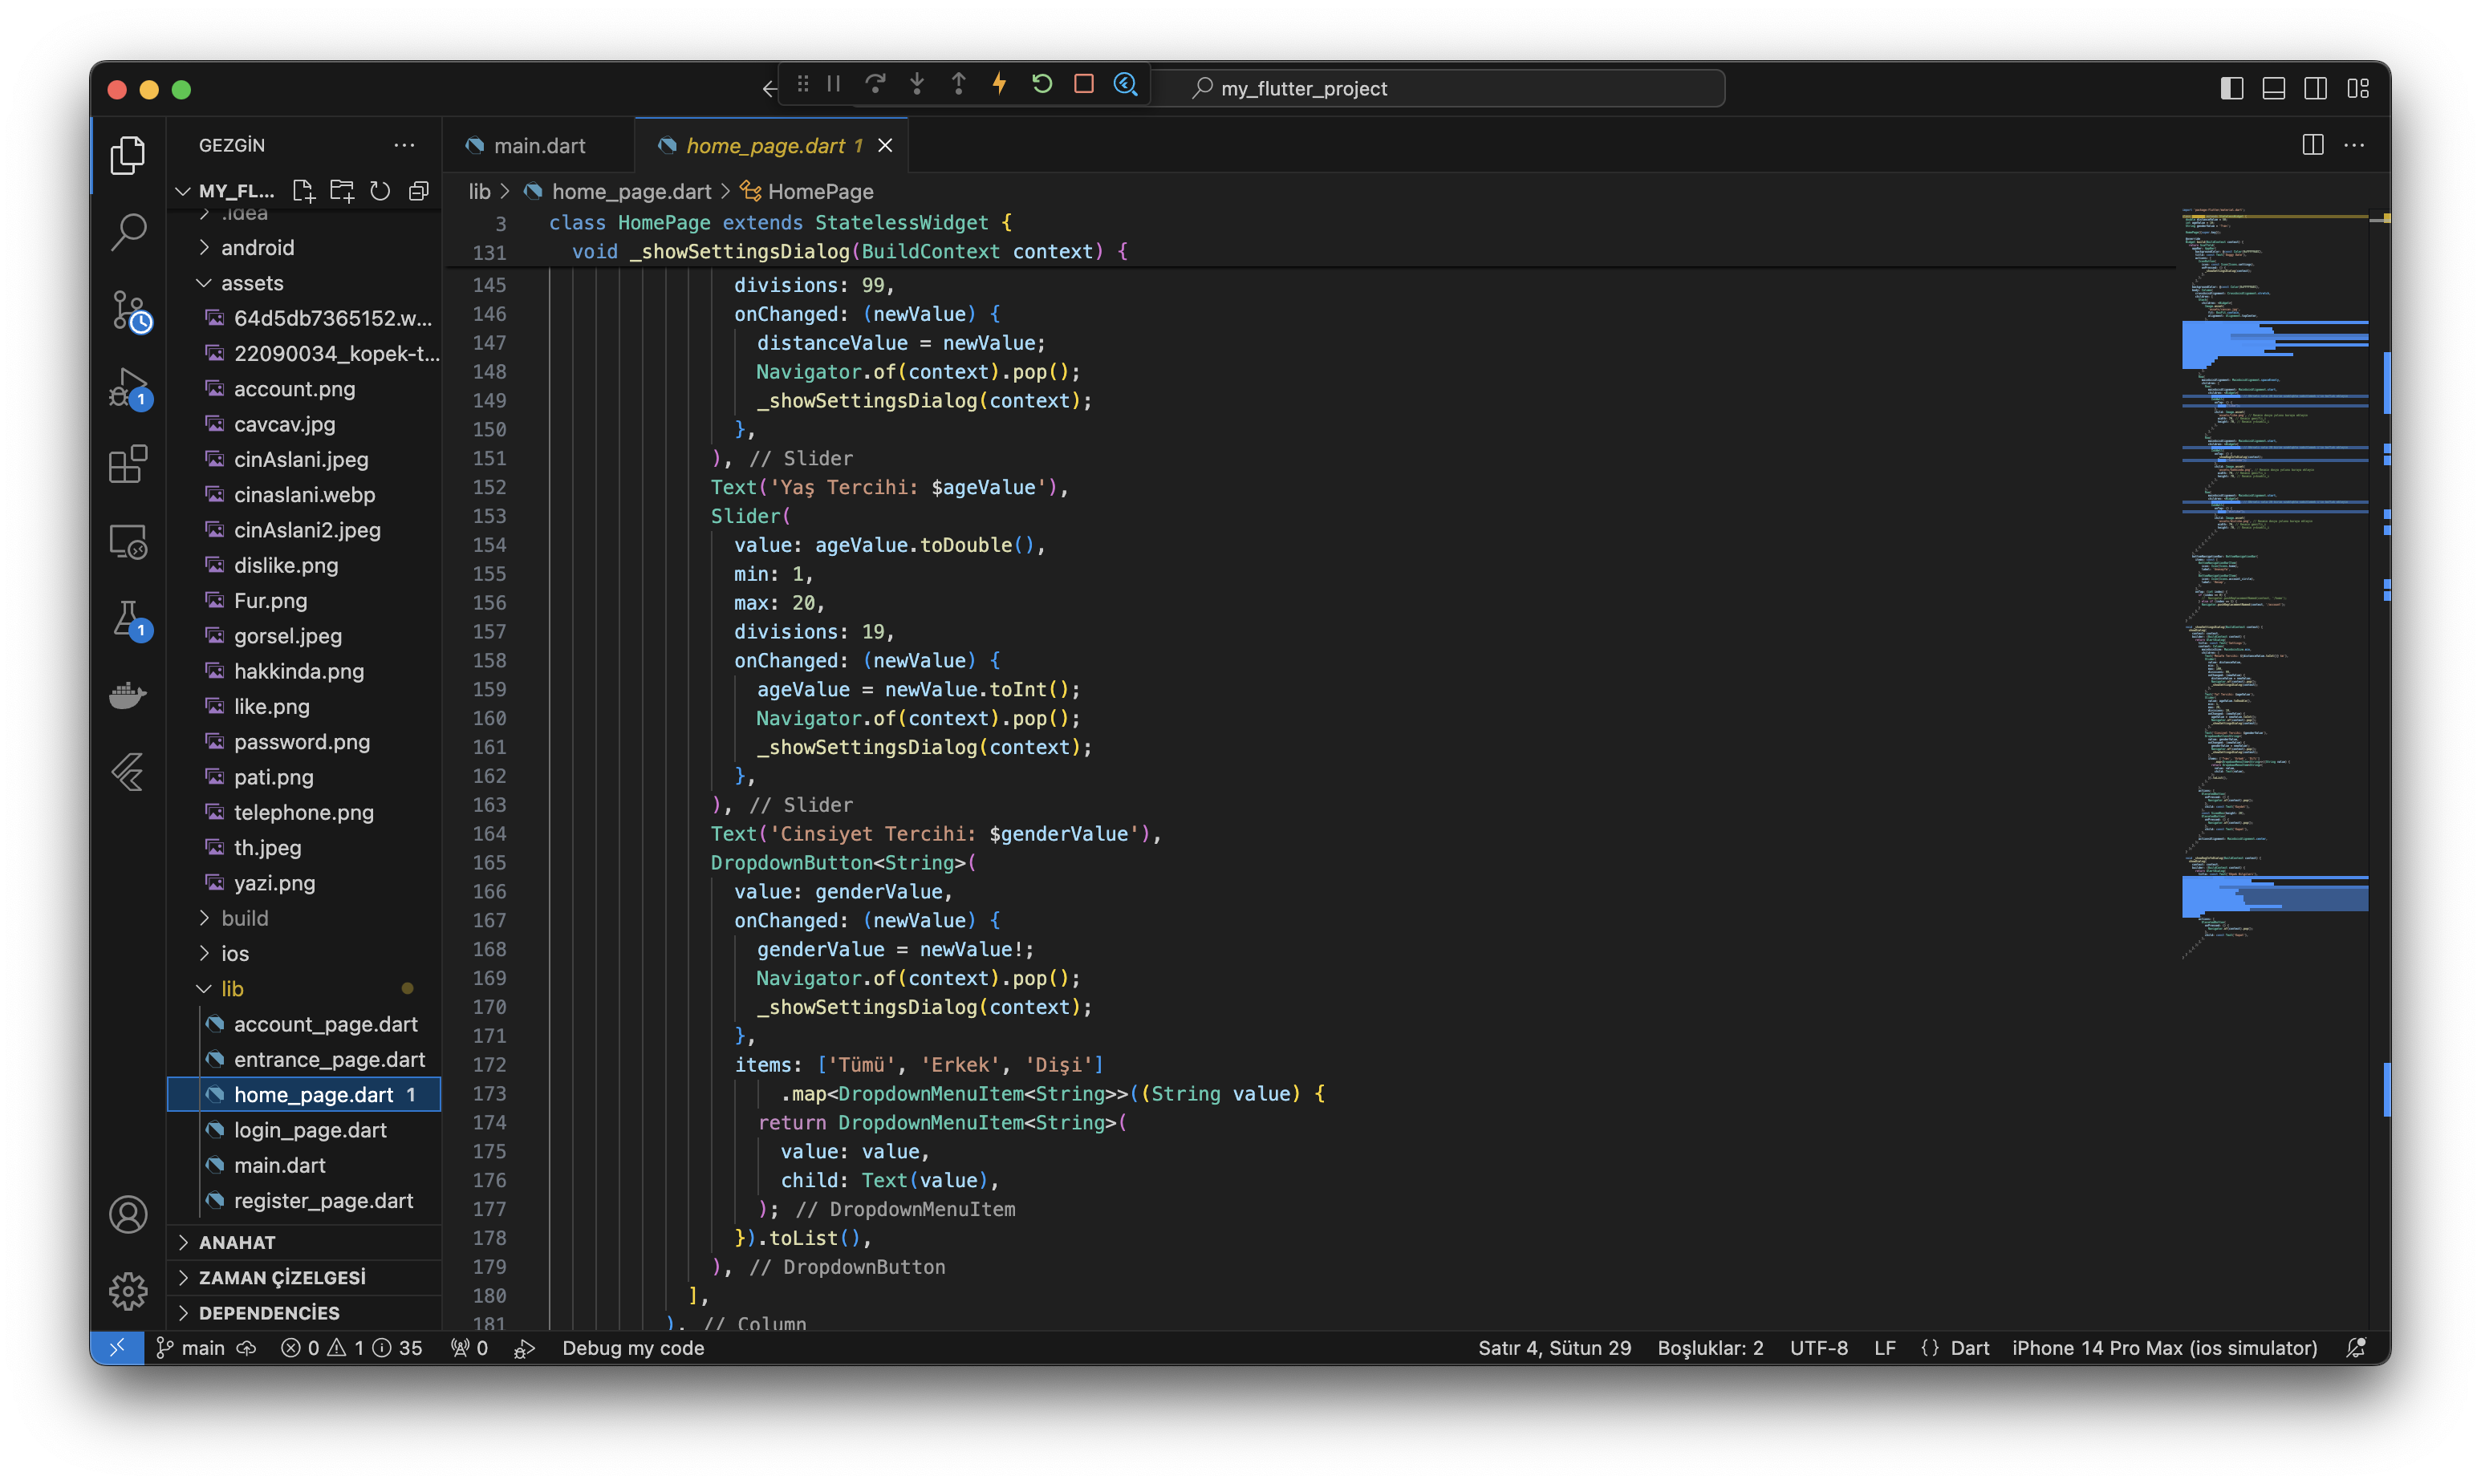 my_flutter_project
GEZGİN
main.dart
home_page.dart 1
MY_FL...
lib > home_page.dart > HomePage
.idea
android
assets
64d5db7365152.w...
22090034_kopek-t...
account.png
cavcav.jpg
cinAslani.jpeg
cinaslani.webp
cinAslani2.jpeg
dislike.png
Fur.png
gorsel.jpeg
hakkinda.png
like.png
password.png
pati.png
telephone.png
th.jpeg
yazi.png
build
ios
lib
account_page.dart
entrance_page.dart
home_page.dart 1
login_page.dart
main.dart
register_page.dart
ANAHAT
ZAMAN ÇİZELGESİ
DEPENDENCİES
1
1
3 class HomePage extends StatelessWidget {
131 void _showSettingsDialog(BuildContext context) {
145 divisions: 99,
146 onChanged: (newValue) {
147 distanceValue = newValue;
148 Navigator.of(context).pop();
149 _showSettingsDialog(context);
150 },
151 ), // Slider
152 Text('Yaş Tercihi: $ageValue'),
153 Slider(
154 value: ageValue.toDouble(),
155 min: 1,
156 max: 20,
157 divisions: 19,
158 onChanged: (newValue) {
159 ageValue = newValue.toInt();
160 Navigator.of(context).pop();
161 _showSettingsDialog(context);
162 },
163 ), // Slider
164 Text('Cinsiyet Tercihi: $genderValue'),
165 DropdownButton<String>(
166 value: genderValue,
167 onChanged: (newValue) {
168 genderValue = newValue!;
169 Navigator.of(context).pop();
170 _showSettingsDialog(context);
171 },
172 items: ['Tümü', 'Erkek', 'Dişi']
173 .map<DropdownMenuItem<String>>((String value) {
174 return DropdownMenuItem<String>(
175 value: value,
176 child: Text(value),
177 ); // DropdownMenuItem
178 }).toList(),
179 ), // DropdownButton
180 ],
181 ), // Column
main 0 1 35 0 Debug my code Satır 4, Sütun 29 Boşluklar: 2 UTF-8 LF {} Dart iPhone 14 Pro Max (ios simulator)